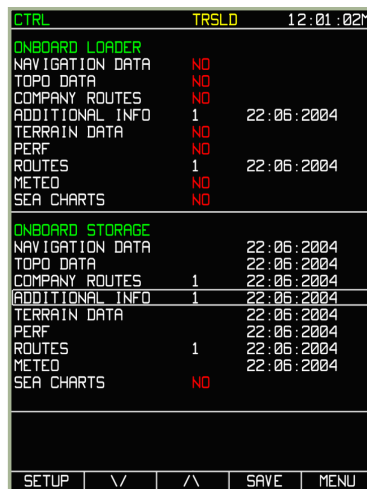 CTRL TRSLD 12:01:02M
ONBOARD LOADER
NAVIGATION DATA NO
TOPO DATA NO
COMPANY ROUTES NO
ADDITIONAL INFO 1 22:06:2004
TERRAIN DATA NO
PERF NO
ROUTES 1 22:06:2004
METEO NO
SEA CHARTS NO
ONBOARD STORAGE
NAVIGATION DATA 22:06:2004
TOPO DATA 22:06:2004
COMPANY ROUTES 1 22:06:2004
ADDITIONAL INFO 1 22:06:2004
TERRAIN DATA 22:06:2004
PERF 22:06:2004
ROUTES 1 22:06:2004
METEO 22:06:2004
SEA CHARTS NO
SETUP \/ /\ SAVE MENU